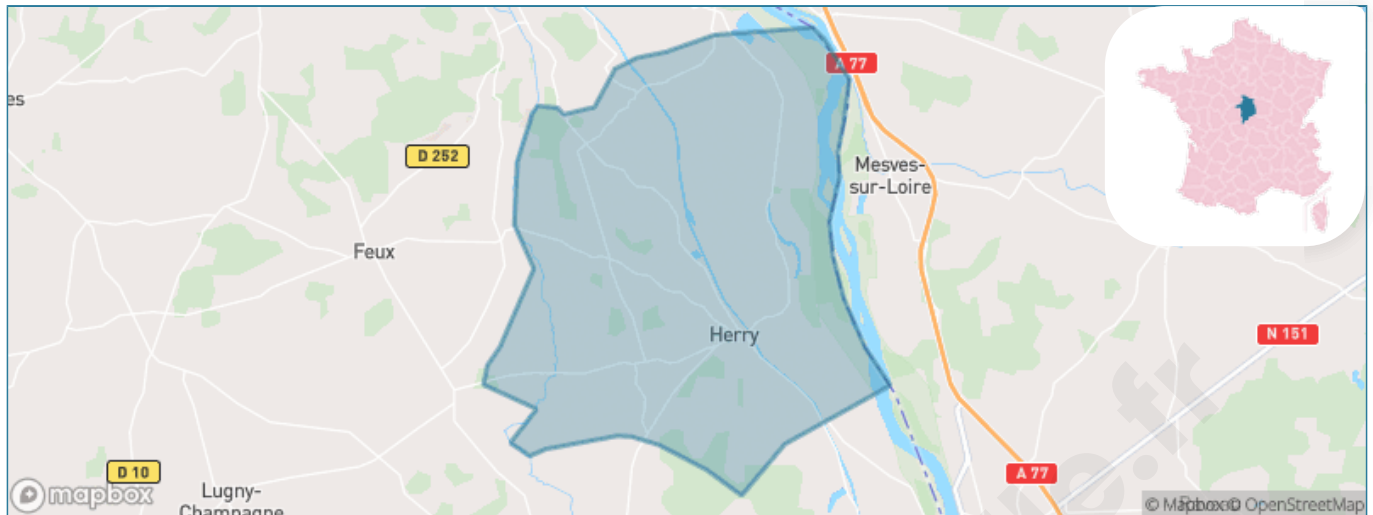 A 77
es
D 252
Mesves-
sur-Loire
Feux
Herry
N 151
D 10
A 77
Lugny-
Champagne
mapbox
© Mapbox © OpenStreetMap